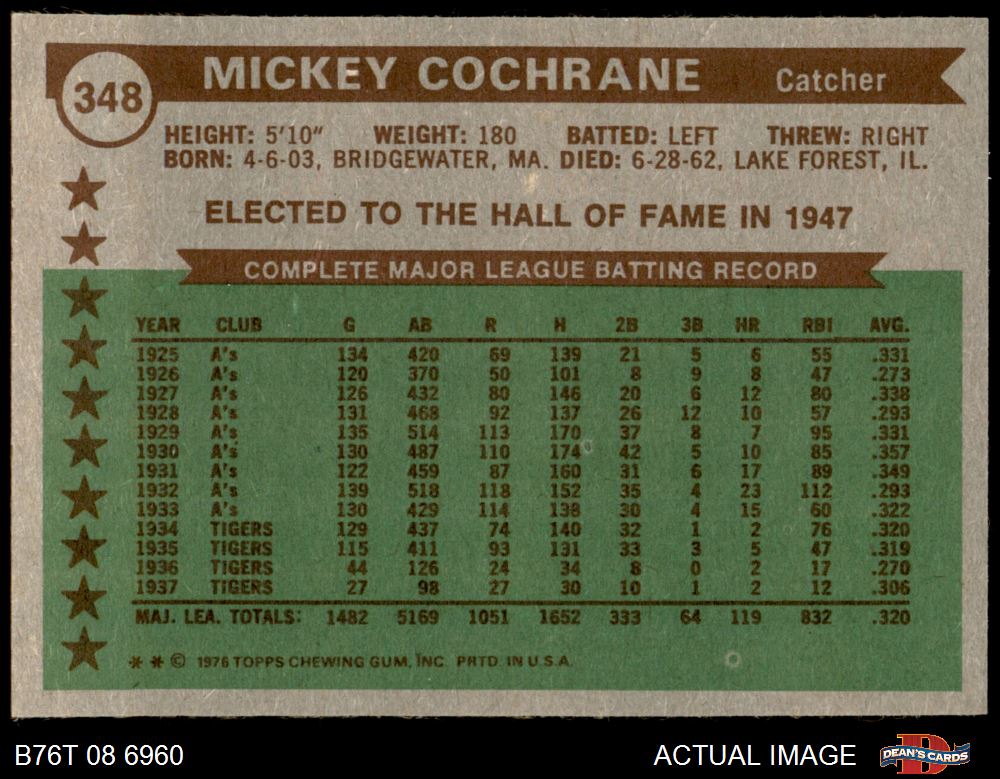 348 MICKEY COCHRANE Catcher
HEIGHT: 5'10" WEIGHT: 180 BATTED: LEFT THREW: RIGHT
BORN: 4-6-03, BRIDGEWATER, MA. DIED: 6-28-62, LAKE FOREST, IL.
ELECTED TO THE HALL OF FAME IN 1947
COMPLETE MAJOR LEAGUE BATTING RECORD
YEAR CLUB G AB R H 2B 3B HR RBI AVG.
1925 A's 134 420 69 139 21 5 6 55 .331
1926 A's 120 370 50 101 8 9 8 47 .273
1927 A's 126 432 80 146 20 6 12 80 .338
1928 A's 131 468 92 137 26 12 10 57 .293
1929 A's 135 514 113 170 37 8 7 95 .331
1930 A's 130 487 110 174 42 5 10 85 .357
1931 A's 122 459 87 160 31 6 17 89 .349
1932 A's 139 518 118 152 35 4 23 112 .293
1933 A's 130 429 114 138 30 4 15 60 .322
1934 TIGERS 129 437 74 140 32 1 2 76 .320
1935 TIGERS 115 411 93 131 33 3 5 47 .319
1936 TIGERS 44 126 24 34 8 0 2 17 .270
1937 TIGERS 27 98 27 30 10 1 2 12 .306
MAJ. LEA. TOTALS: 1482 5169 1051 1652 333 64 119 832 .320
* * © 1976 TOPPS CHEWING GUM, INC. PRTD. IN U.S.A.
B76T 08 6960 ACTUAL IMAGE DEAN'S CARDS